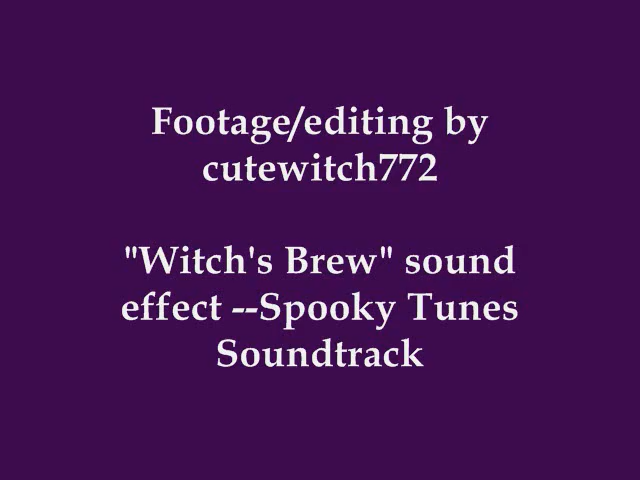 Footage/editing by
cutewitch772
"Witch's Brew" sound
effect --Spooky Tunes
Soundtrack